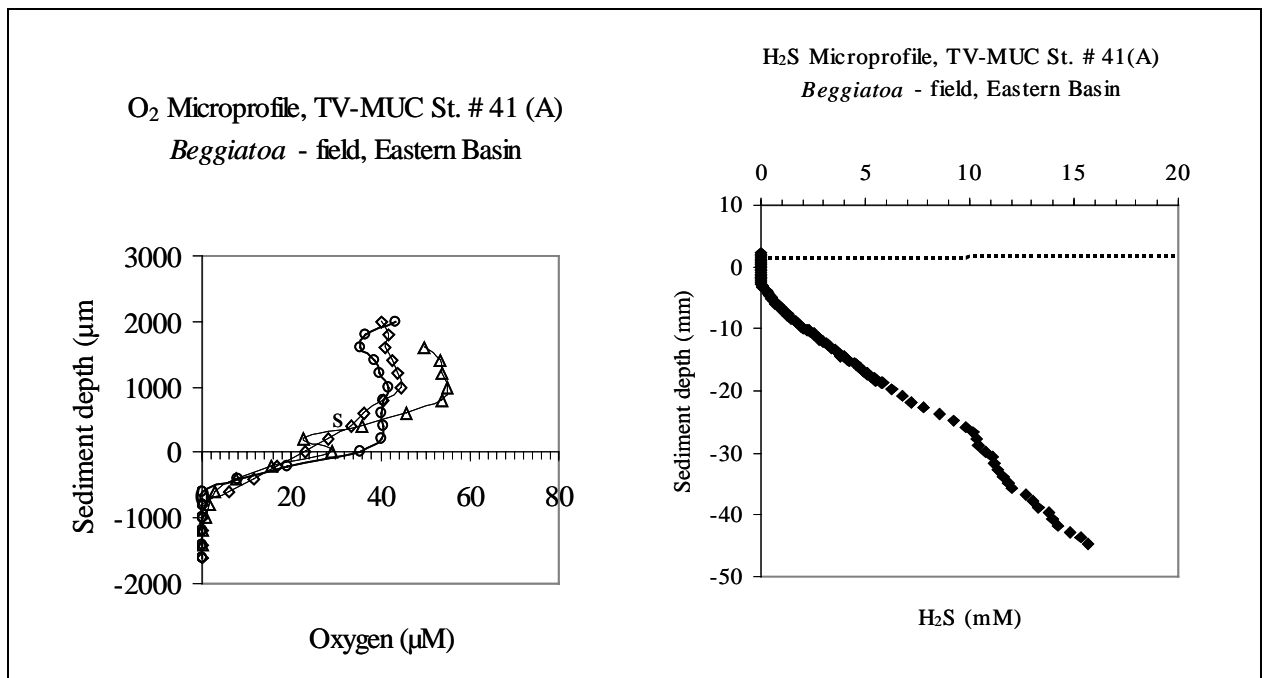 O₂ Microprofile, TV-MUC St. # 41 (A)
Beggiatoa - field, Eastern Basin
3000
2000
1000
0
-1000
-2000
Sediment depth (µm
S
20
40
60
80
Oxygen (µM)
H₂S Microprofile, TV-MUC St. # 41(A)
Beggiatoa - field, Eastern Basin
0 5 10 15 20
10
0
-10
-20
-30
-40
-50
Sediment depth (mm)
H₂S (mM)